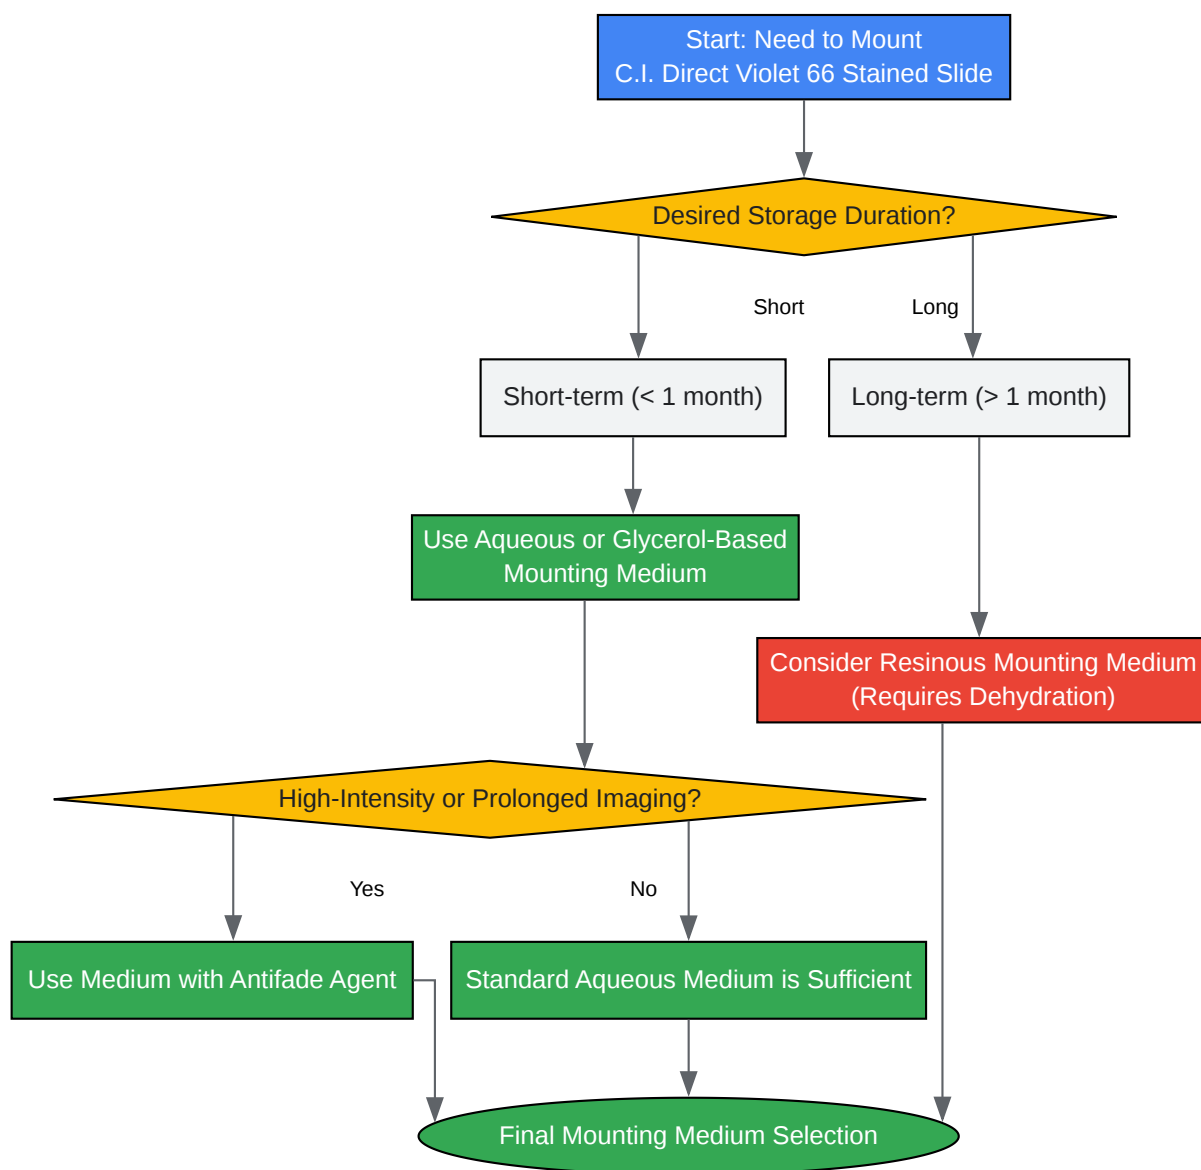 Start: Need to Mount
C.I. Direct Violet 66 Stained Slide
Desired Storage Duration?
Short
Long
Short-term (< 1 month)
Long-term (> 1 month)
Use Aqueous or Glycerol-Based
Mounting Medium
Consider Resinous Mounting Medium
(Requires Dehydration)
High-Intensity or Prolonged Imaging?
Yes
No
Use Medium with Antifade Agent
Standard Aqueous Medium is Sufficient
Final Mounting Medium Selection